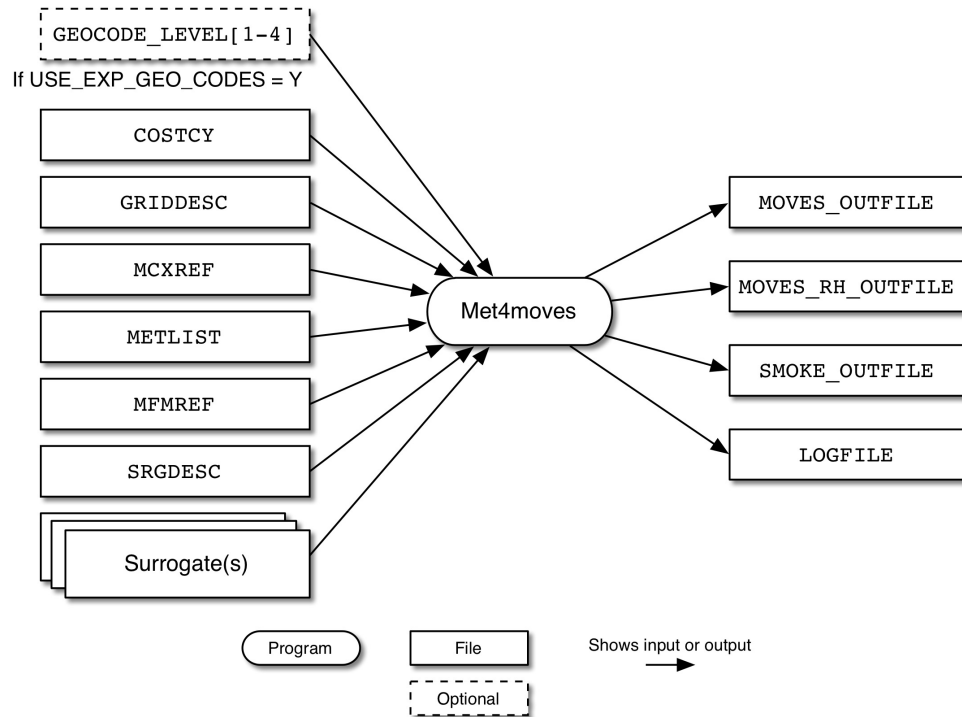 GEOCODE_LEVEL[1-4]
If USE_EXP_GEO_CODES = Y
COSTCY
GRIDDESC
MCXREF
METLIST
MFMREF
SRGDESC
Surrogate(s)
Met4moves
MOVES_OUTFILE
MOVES_RH_OUTFILE
SMOKE_OUTFILE
LOGFILE
Program
File
Shows input or output
Optional